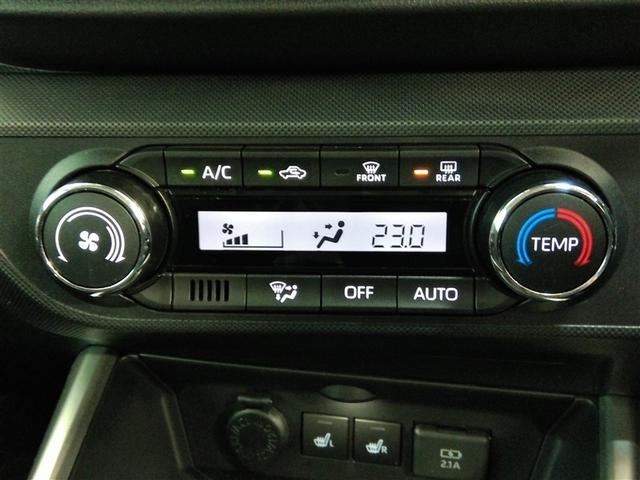 A/C
FRONT
REAR
23.0
TEMP
OFF
AUTO
L
R
2.1A